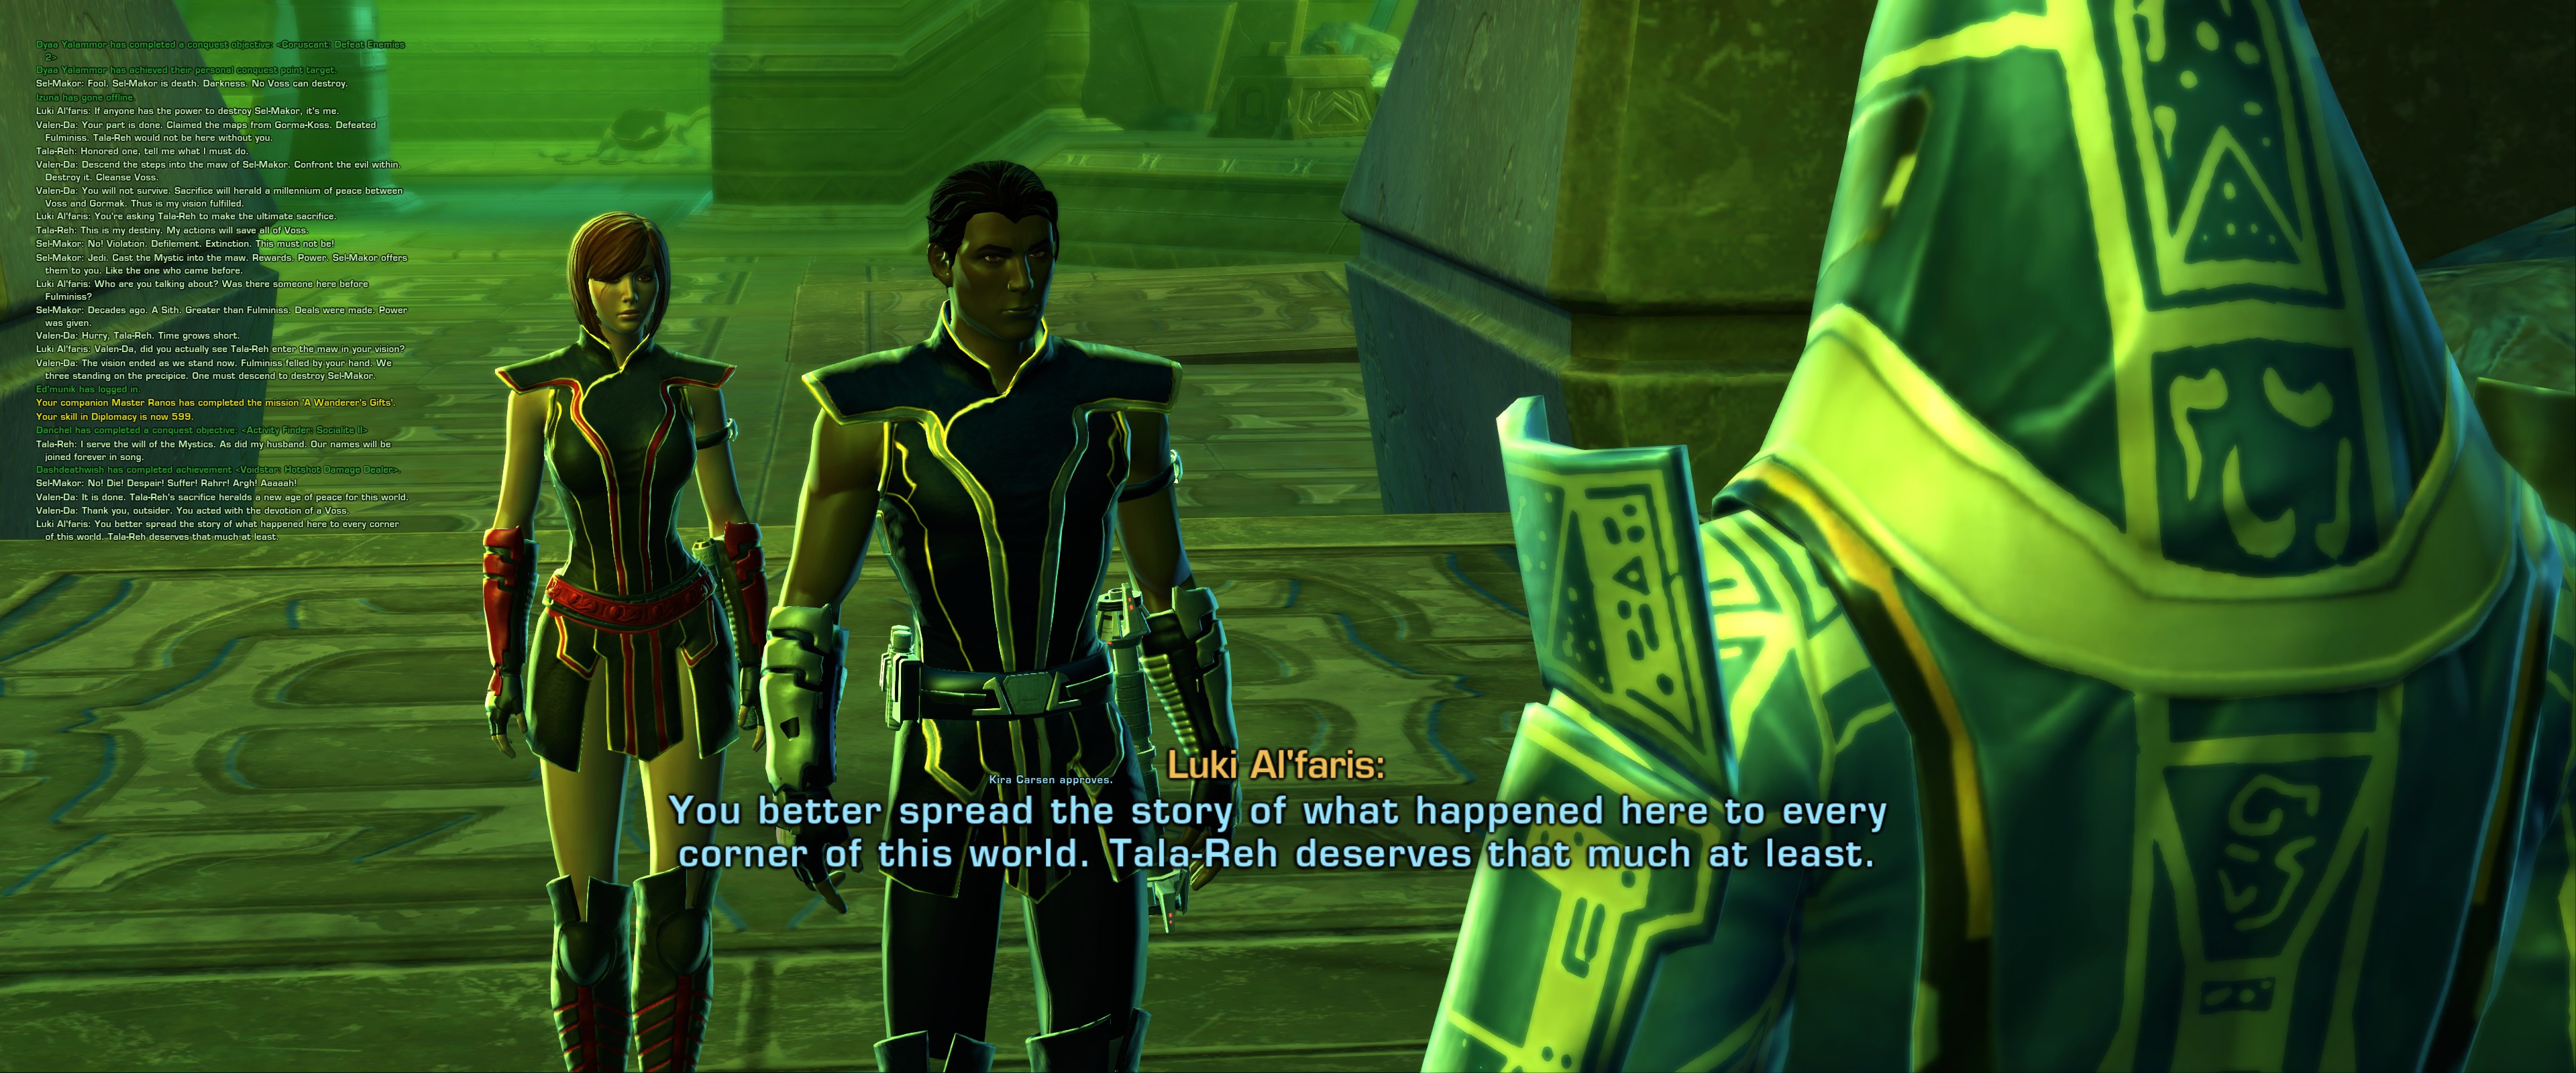 Dyaa Yalammor has completed a conquest objective: <Coruscant: Defeat Enemies
2>
Dyaa Yalammor has achieved their personal conquest point target.
Sel-Makor: Fool. Sel-Makor is death. Darkness. No Voss can destroy.
Izuna has gone offline.
Luki Al'faris: If anyone has the power to destroy Sel-Makor, it's me.
Valen-Da: Your part is done. Claimed the maps from Gorma-Koss. Defeated
Fulminiss. Tala-Reh would not be here without you.
Tala-Reh: Honored one, tell me what I must do.
Valen-Da: Descend the steps into the maw of Sel-Makor. Confront the evil within.
Destroy it. Cleanse Voss.
Valen-Da: You will not survive. Sacrifice will herald a millennium of peace between
Voss and Gormak. Thus is my vision fulfilled.
Luki Al'faris: You're asking Tala-Reh to make the ultimate sacrifice.
Tala-Reh: This is my destiny. My actions will save all of Voss.
Sel-Makor: No! Violation. Defilement. Extinction. This must not be!
Sel-Makor: Jedi. Cast the Mystic into the maw. Rewards. Power. Sel-Makor offers
them to you. Like the one who came before.
Luki Al'faris: Who are you talking about? Was there someone here before
Fulminiss?
Sel-Makor: Decades ago. A Sith. Greater than Fulminiss. Deals were made. Power
was given.
Valen-Da: Hurry, Tala-Reh. Time grows short.
Luki Al'faris: Valen-Da, did you actually see Tala-Reh enter the maw in your vision?
Valen-Da: The vision ended as we stand now. Fulminiss felled by your hand. We
three standing on the precipice. One must descend to destroy Sel-Makor.
Ed'munik has logged in.
Your companion Master Ranos has completed the mission 'A Wanderer's Gifts'.
Your skill in Diplomacy is now 599.
Danchel has completed a conquest objective: <Activity Finder: Socialite II>
Tala-Reh: I serve the will of the Mystics. As did my husband. Our names will be
joined forever in song.
Dashdeathwish has completed achievement <Voidstar: Hotshot Damage Dealer>.
Sel-Makor: No! Die! Despair! Suffer! Rahrr! Argh! Aaaaah!
Valen-Da: It is done. Tala-Reh's sacrifice heralds a new age of peace for this world.
Valen-Da: Thank you, outsider. You acted with the devotion of a Voss.
Luki Al'faris: You better spread the story of what happened here to every corner
of this world. Tala-Reh deserves that much at least.
Kira Carsen approves.
Luki Al'faris:
You better spread the story of what happened here to every
corner of this world. Tala-Reh deserves that much at least.